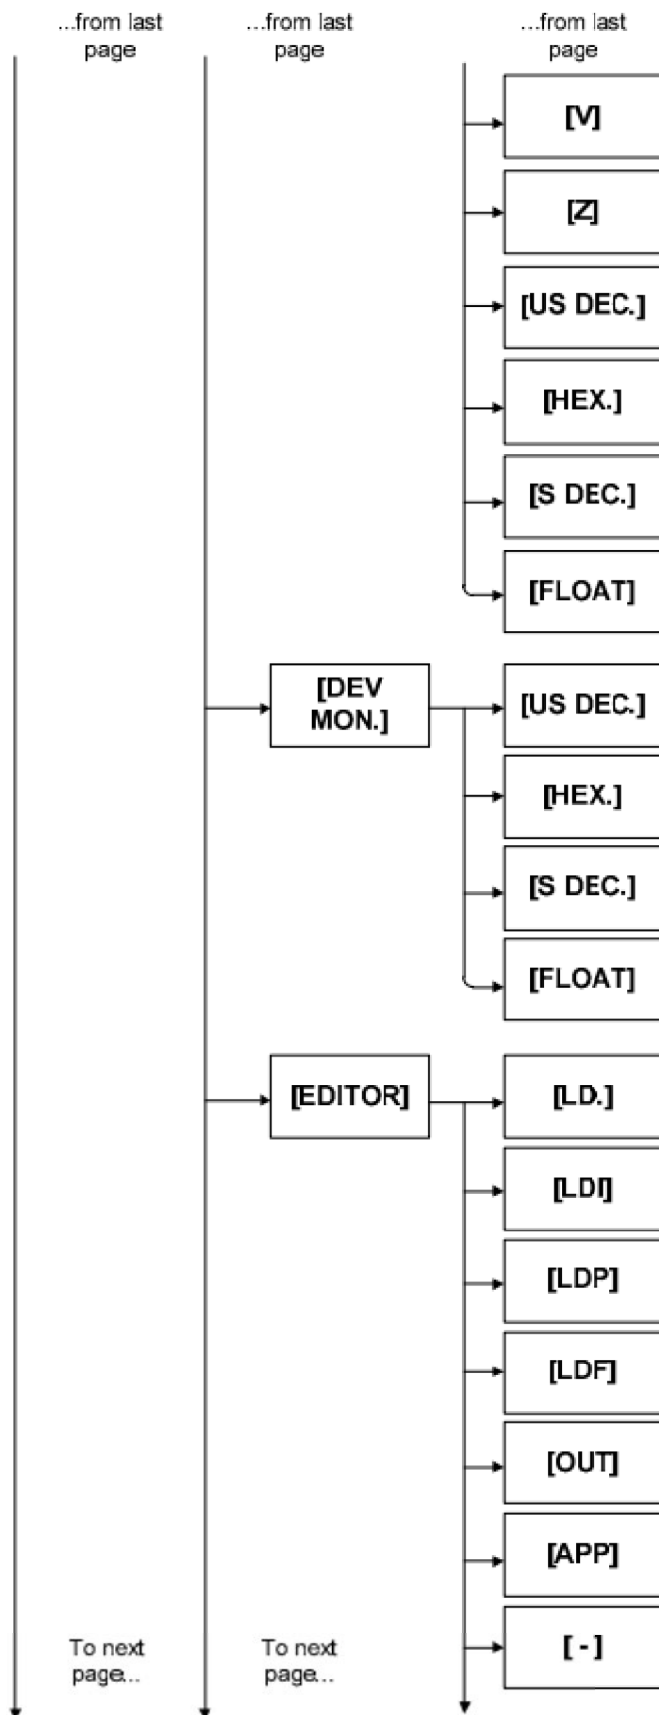 ...from last
page
...from last
page
...from last
page
[V]
[Z]
[US DEC.]
[HEX.]
[S DEC.]
[FLOAT]
[DEV
MON.]
[US DEC.]
[HEX.]
[S DEC.]
[FLOAT]
[EDITOR]
[LD.]
[LDI]
[LDP]
[LDF]
[OUT]
[APP]
[ - ]
To next
page...
To next
page...